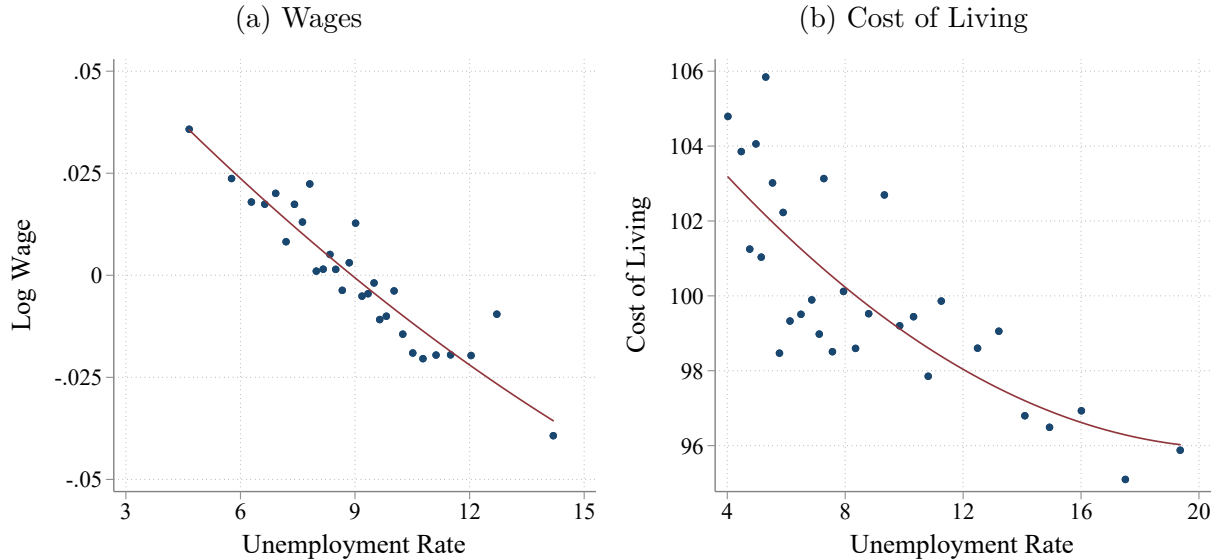 (a) Wages
.05
.025
0
-.025
-.05
Log Wage
3 6 9 12 15
Unemployment Rate
(b) Cost of Living
106
104
102
100
98
96
Cost of Living
4 8 12 16 20
Unemployment Rate